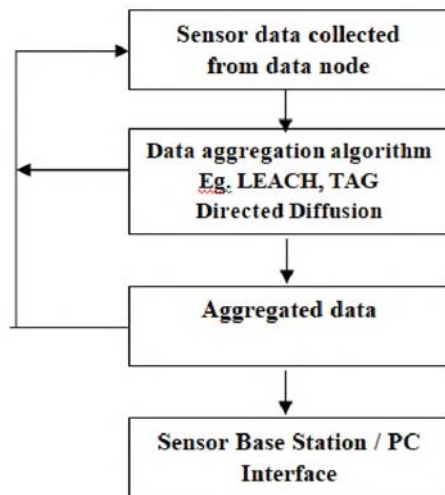 Sensor data collected
from data node
Data aggregation algorithm
Eg. LEACH, TAG
Directed Diffusion
Aggregated data
Sensor Base Station / PC
Interface